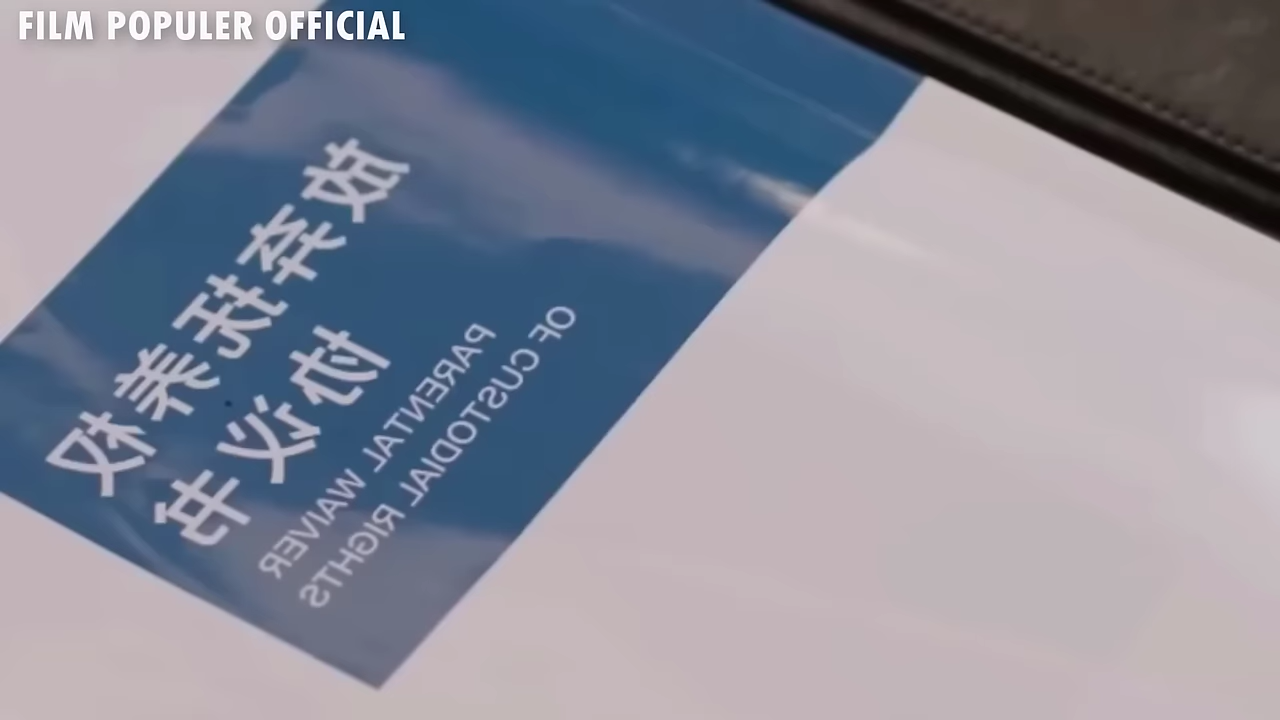 FILM POPULER OFFICIAL
放弃抚养权
协议书
PARENTAL WAIVER
OF CUSTODIAL RIGHTS